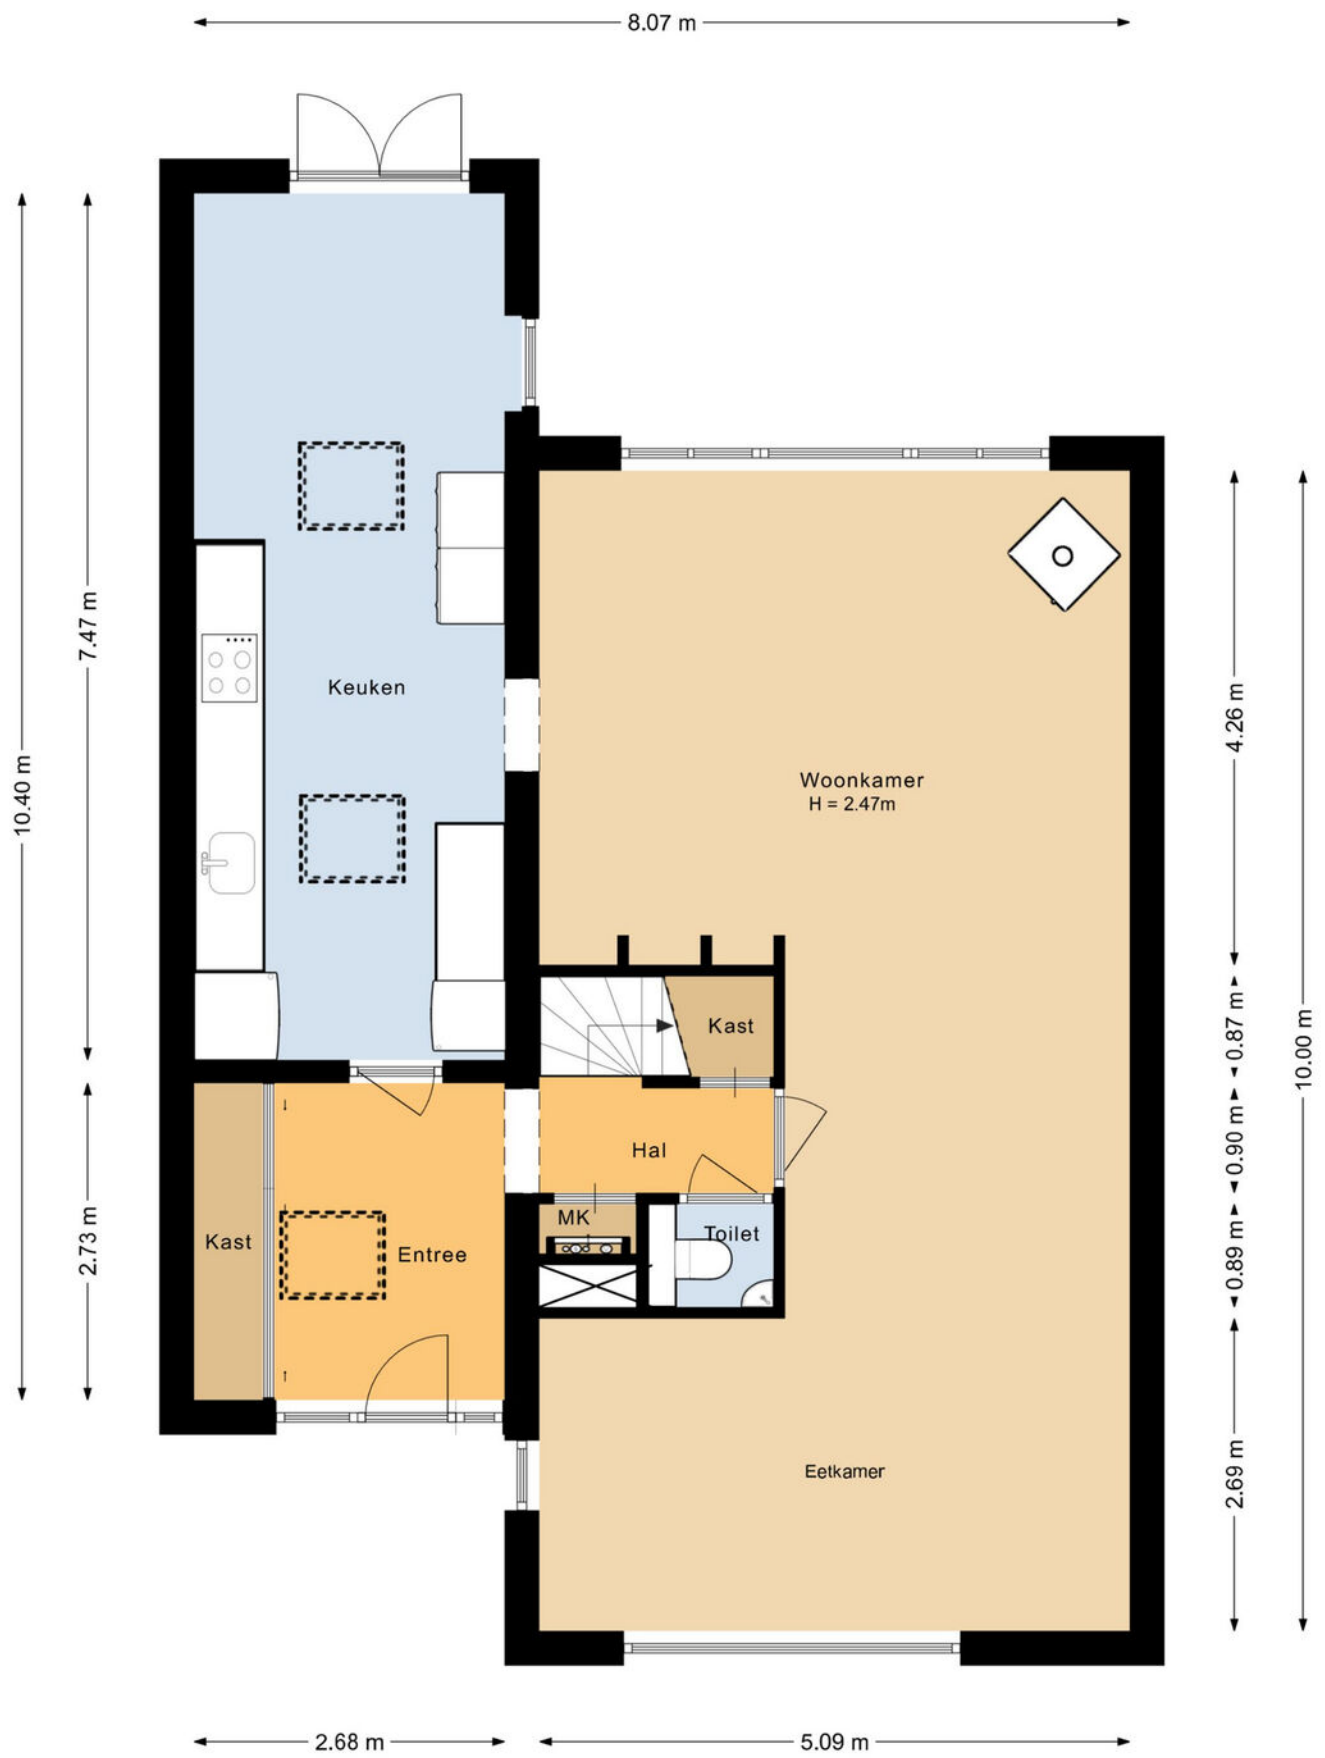 8.07 m
10.40 m
7.47 m
2.73 m
Keuken
Woonkamer
H = 2.47m
Kast
Hal
MK
Toilet
Kast
Entree
Eetkamer
4.26 m
0.87 m
0.90 m
0.89 m
2.69 m
10.00 m
2.68 m
5.09 m